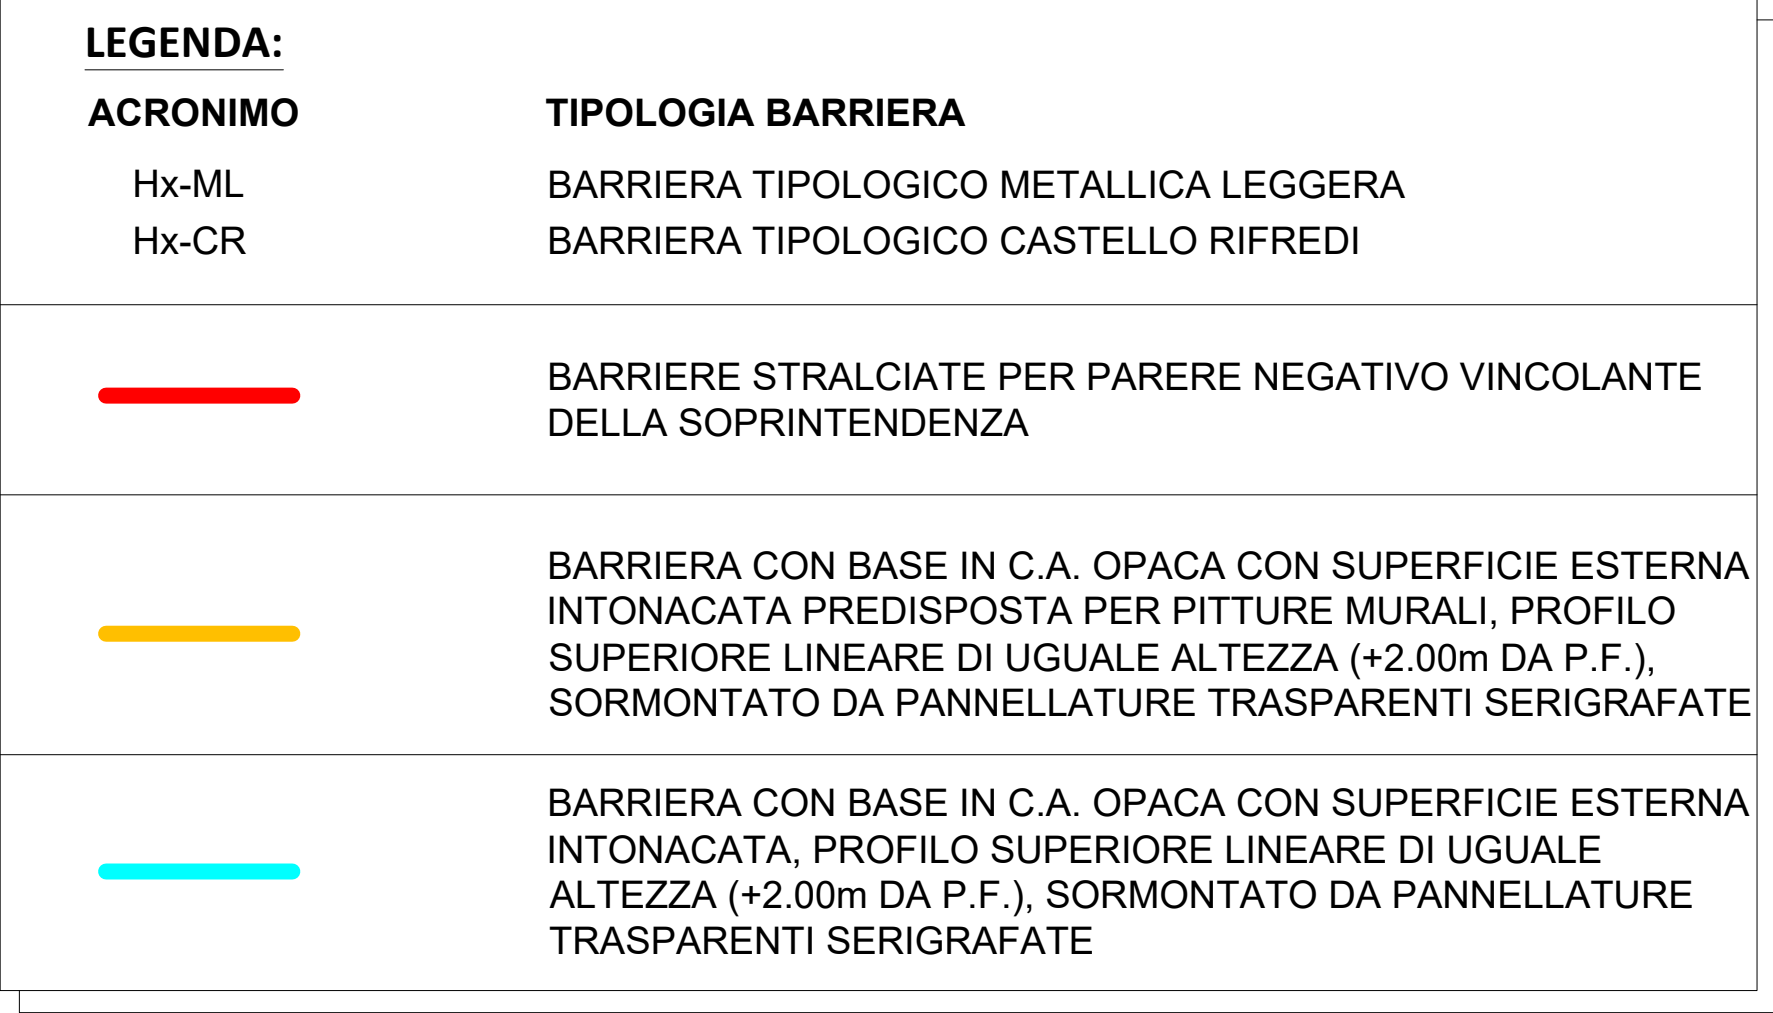 LEGENDA:
ACRONIMO TIPOLOGIA BARRIERA
Hx-ML BARRIERA TIPOLOGICO METALLICA LEGGERA
Hx-CR BARRIERA TIPOLOGICO CASTELLO RIFREDI
BARRIERE STRALCIATE PER PARERE NEGATIVO VINCOLANTE
DELLA SOPRINTENDENZA
BARRIERA CON BASE IN C.A. OPACA CON SUPERFICIE ESTERNA
INTONACATA PREDISPOSTA PER PITTURE MURALI, PROFILO
SUPERIORE LINEARE DI UGUALE ALTEZZA (+2.00m DA P.F.),
SORMONTATO DA PANNELLATURE TRASPARENTI SERIGRAFATE
BARRIERA CON BASE IN C.A. OPACA CON SUPERFICIE ESTERNA
INTONACATA, PROFILO SUPERIORE LINEARE DI UGUALE
ALTEZZA (+2.00m DA P.F.), SORMONTATO DA PANNELLATURE
TRASPARENTI SERIGRAFATE